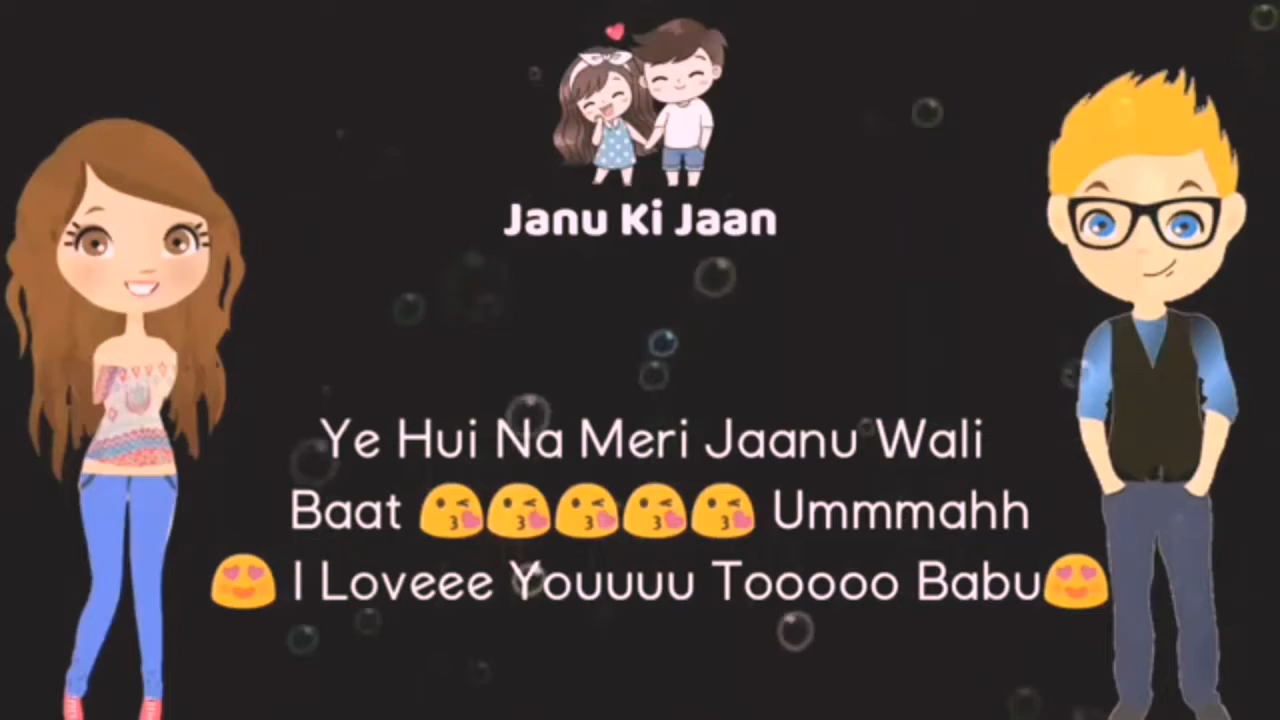 Janu Ki Jaan
Ye Hui Na Meri Jaanu Wali
Baat 😘😘😘😘😘 Ummmahh
😍 I Loveee Youuuu Tooooo Babu😍